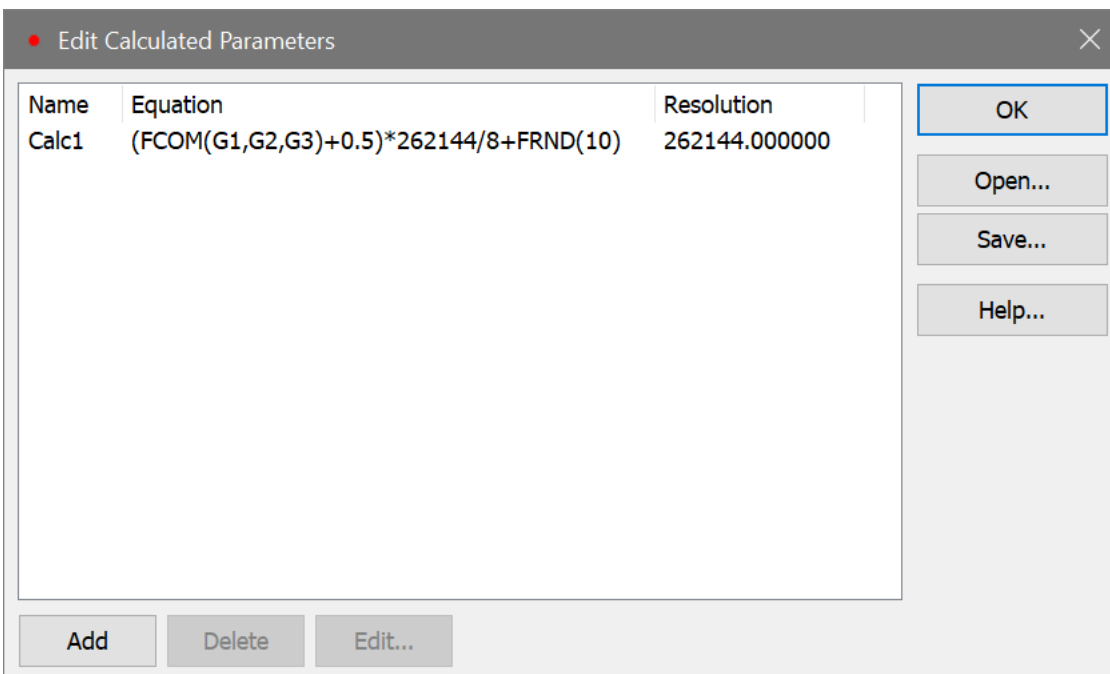 Edit Calculated Parameters
Name Equation Resolution
Calc1 (FCOM(G1,G2,G3)+0.5)*262144/8+FRND(10) 262144.000000
OK
Open...
Save...
Help...
Add Delete Edit...